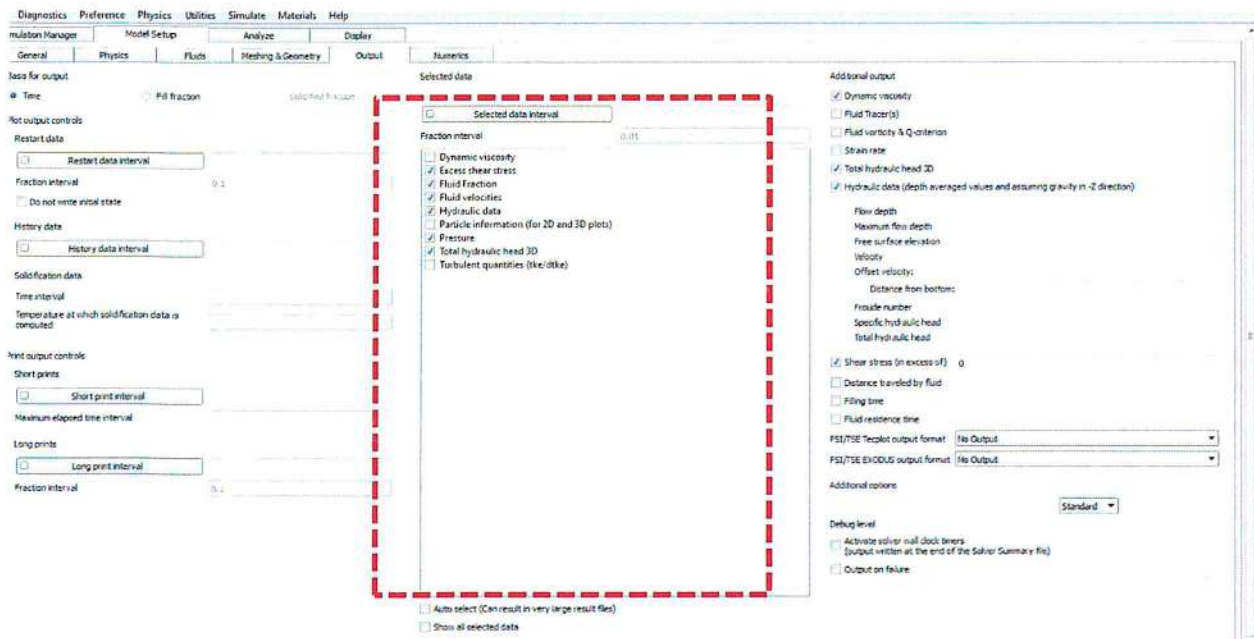 Diagnostics Preference Physics Utilities Simulate Materials Help
mulation Manager Model Setup Analyze Display
General Physics Fluids Meshing & Geometry Output Numerics
Basis for output
Time Fill fraction
Plot output controls
Restart data
Restart data interval
Fraction interval 0.1
Do not write initial state
History data
History data interval
Solidification data
Time interval
Temperature at which solidification data is
computed
Print output controls
Short prints
Short print interval
Maximum elapsed time interval
Long prints
Long print interval
Fraction interval 0.1
Selected data
Selected data interval
Fraction interval 0.01
Dynamic viscosity
Excess shear stress
Fluid Fraction
Fluid velocities
Hydraulic data
Particle information (for 2D and 3D plots)
Pressure
Total hydraulic head 3D
Turbulent quantities (tke/dtke)
Auto select (Can result in very large result files)
Show all selected data
Additional output
Dynamic viscosity
Fluid Tracer(s)
Fluid vorticity & Q-criterion
Strain rate
Total hydraulic head 3D
Hydraulic data (depth averaged values and assuming gravity in -Z direction)
Flow depth
Maximum flow depth
Free surface elevation
Velocity
Offset velocity:
Distance from bottom:
Froude number
Specific hydraulic head
Total hydraulic head
Shear stress (in excess of) 0
Distance traveled by fluid
Filling time
Fluid residence time
FSI/TSE Tecplot output format No Output
FSI/TSE EXODUS output format No Output
Additional options
Standard
Debug level
Activate solver wall clock timers
(output written at the end of the Solver Summary file)
Output on failure